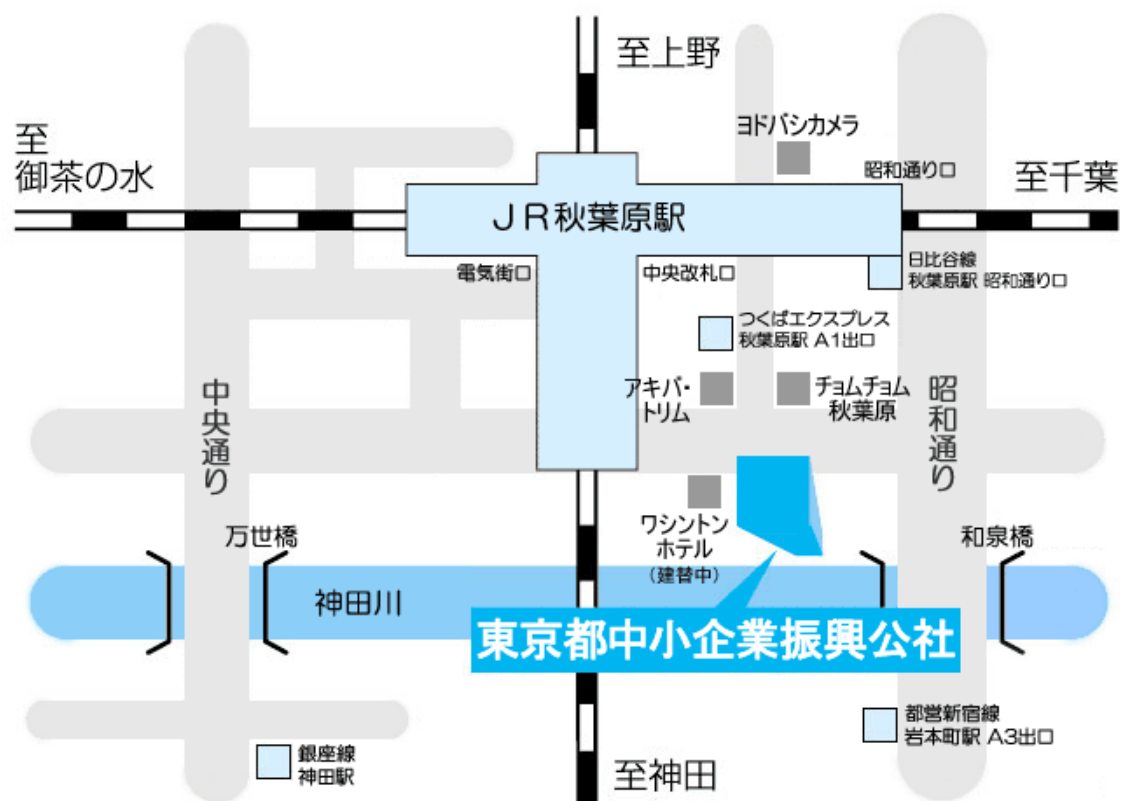 至上野
ヨドバシカメラ
至
御茶の水
昭和通り口
至千葉
JR秋葉原駅
電気街口
中央改札口
日比谷線
秋葉原駅 昭和通り口
つくばエクスプレス
秋葉原駅 A1出口
アキバ・
トリム
チョムチョム
秋葉原
中央通り
昭和通り
ワシントン
ホテル
(建替中)
万世橋
和泉橋
神田川
東京都中小企業振興公社
都営新宿線
岩本町駅 A3出口
銀座線
神田駅
至神田